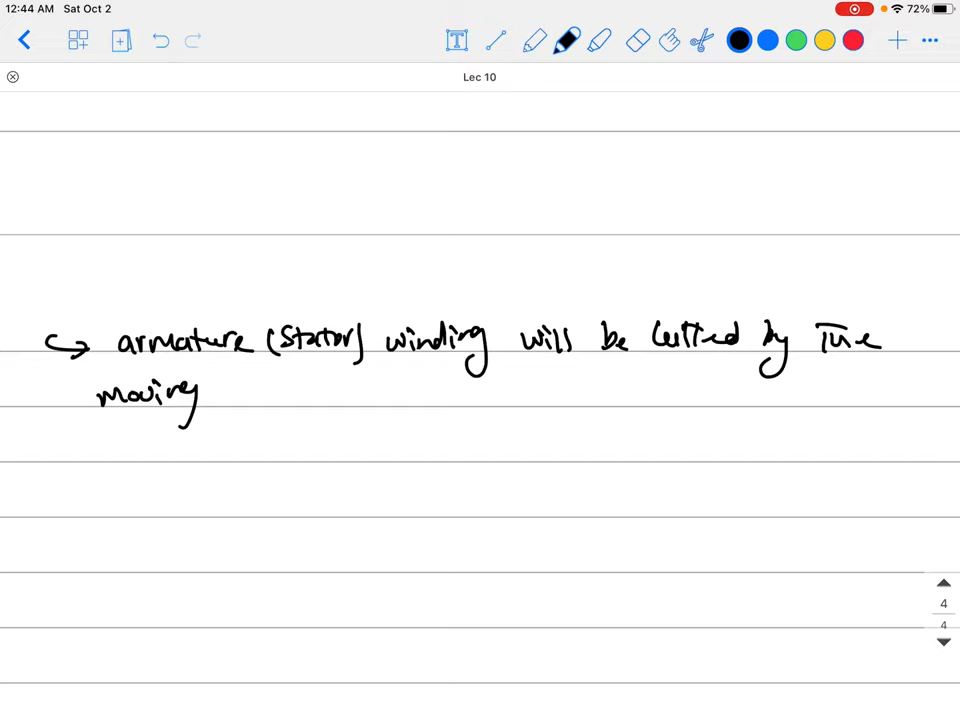 12:44 AM Sat Oct 2
72%
Lec 10
↪ armature (stator) winding will be cutted by the
moving
4
4